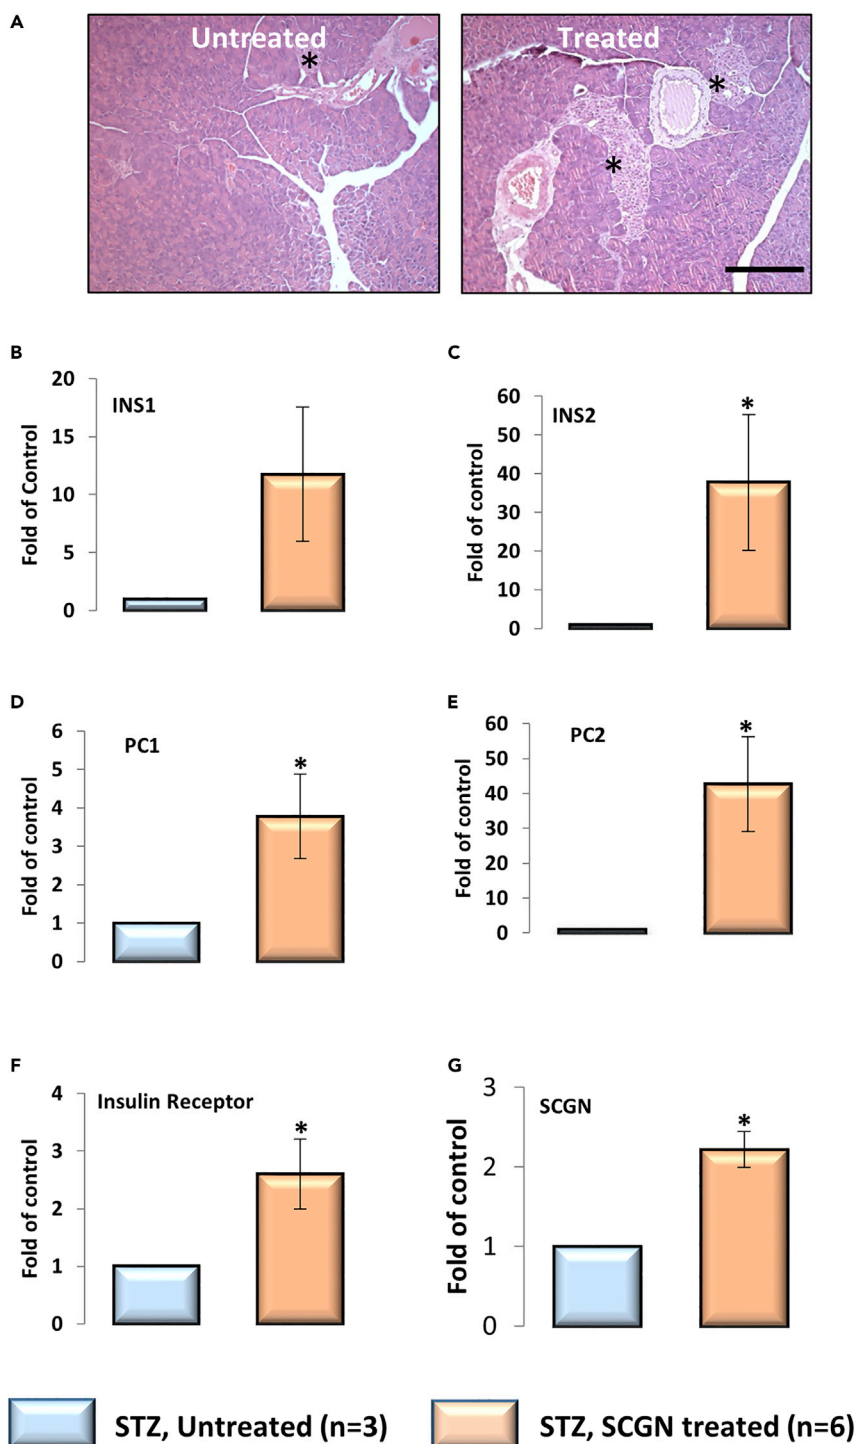 A
Untreated
*
Treated
*
*
B
INS1
Fold of Control
20
15
10
5
0
C
INS2
Fold of control
60
50
40
30
20
10
0
*
D
PC1
Fold of control
6
5
4
3
2
1
0
*
E
PC2
Fold of control
60
50
40
30
20
10
0
*
F
Insulin Receptor
Fold of control
4
3
2
1
0
*
G
SCGN
Fold of control
3
2
1
0
*
STZ, Untreated (n=3)
STZ, SCGN treated (n=6)